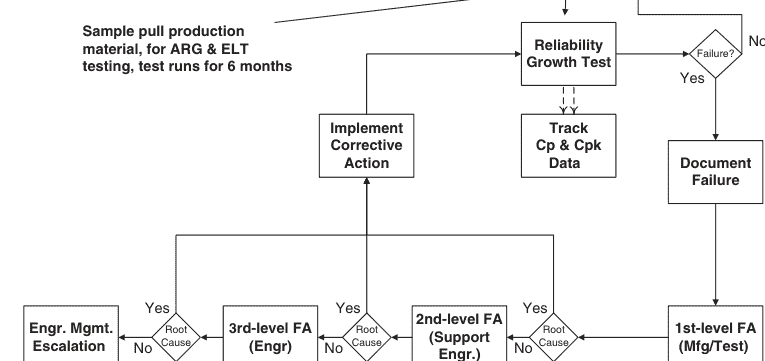 Sample pull production
material, for ARG & ELT
testing, test runs for 6 months
Reliability
Growth Test
Failure?
No
Yes
Implement
Corrective
Action
Track
Cp & Cpk
Data
Document
Failure
Yes
Yes
Yes
Engr. Mgmt.
Escalation
No
Root
Cause
3rd-level FA
(Engr)
No
Root
Cause
2nd-level FA
(Support
Engr.)
No
Root
Cause
1st-level FA
(Mfg/Test)